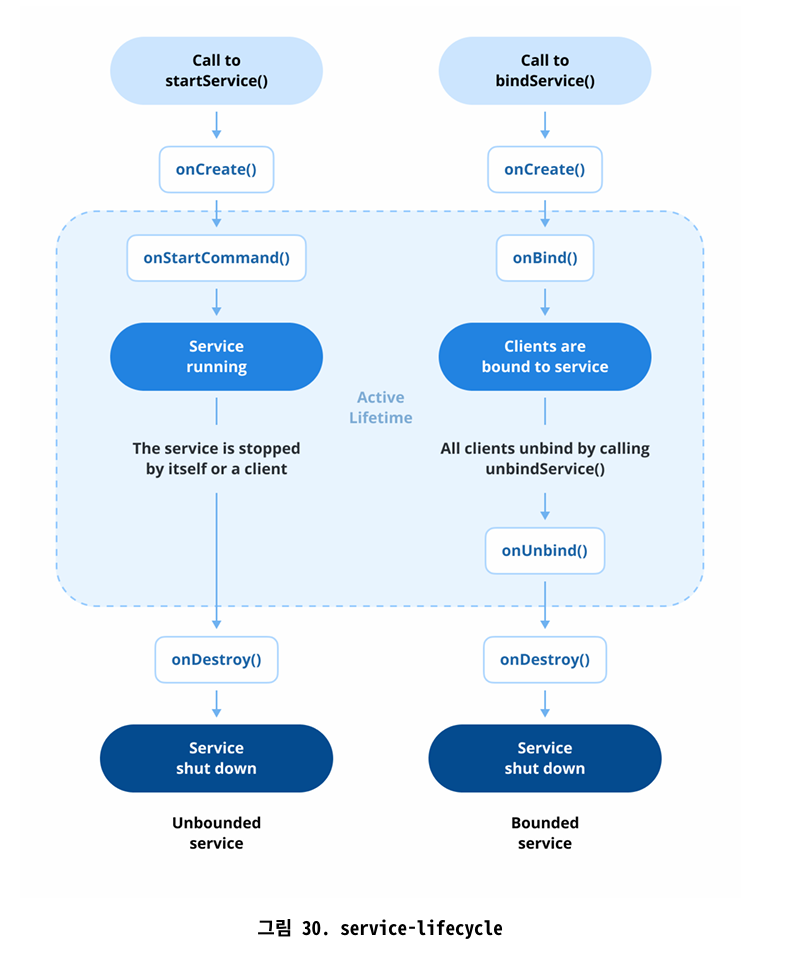 Call to
startService()
onCreate()
onStartCommand()
Service
running
The service is stopped
by itself or a client
onDestroy()
Service
shut down
Unbounded
service
Active
Lifetime
Call to
bindService()
onCreate()
onBind()
Clients are
bound to service
All clients unbind by calling
unbindService()
onUnbind()
onDestroy()
Service
shut down
Bounded
service
그림 30. service-lifecycle